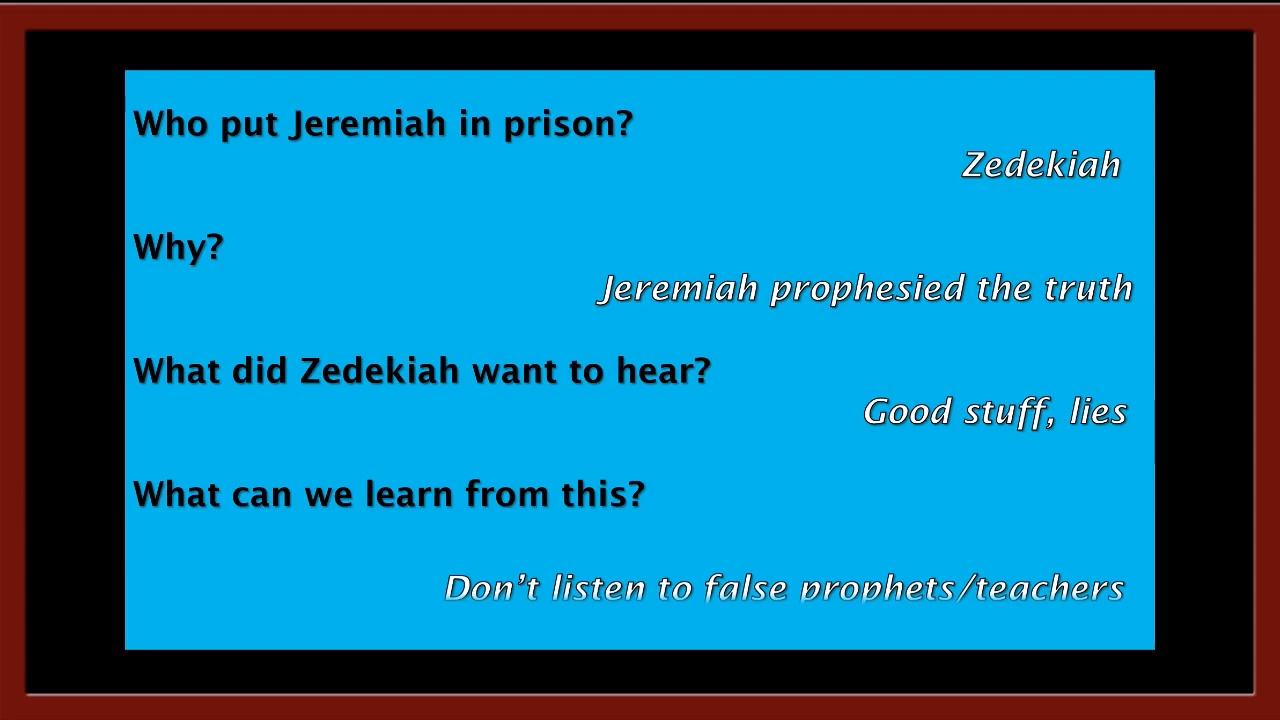 Who put Jeremiah in prison?
Zedekiah
Why?
Jeremiah prophesied the truth
What did Zedekiah want to hear?
Good stuff, lies
What can we learn from this?
Don’t listen to false prophets/teachers